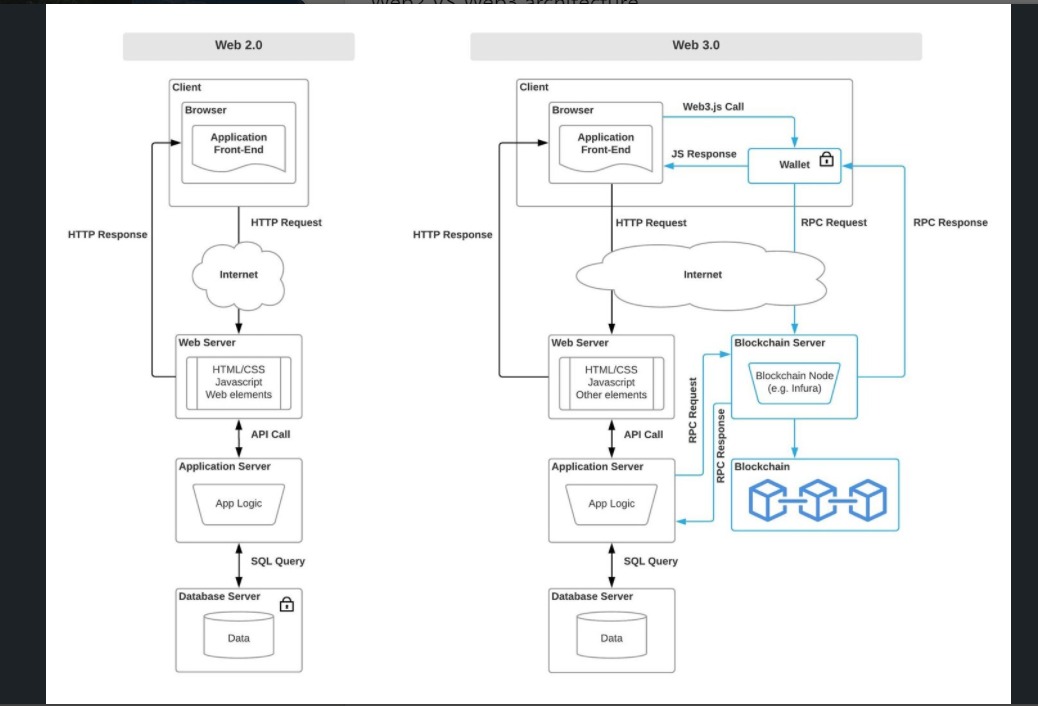 Web2 VS Web3 architecture
Web 2.0
Client
Browser
Application
Front-End
HTTP Request
HTTP Response
Internet
Web Server
HTML/CSS
Javascript
Web elements
API Call
Application Server
App Logic
SQL Query
Database Server
Data
Web 3.0
Client
Browser
Application
Front-End
Web3.js Call
JS Response
Wallet
HTTP Request
RPC Request
RPC Response
HTTP Response
Internet
Web Server
HTML/CSS
Javascript
Other elements
Blockchain Server
Blockchain Node
(e.g. Infura)
RPC Request
RPC Response
API Call
Application Server
App Logic
Blockchain
SQL Query
Database Server
Data